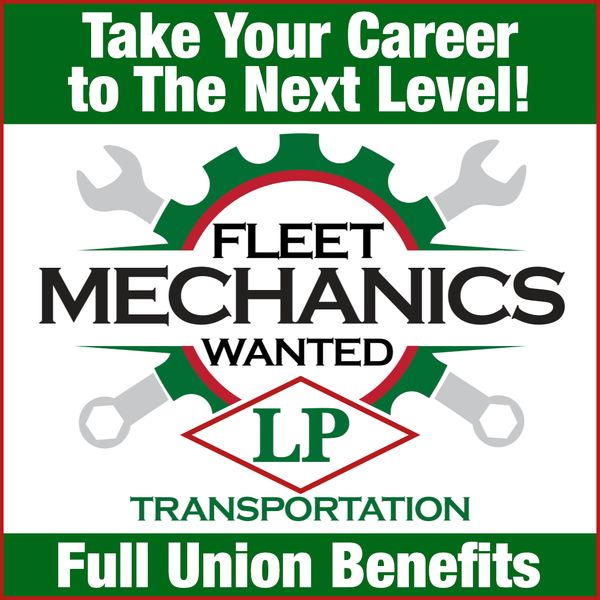 Take Your Career
to The Next Level!
FLEET
MECHANICS
WANTED
LP
TRANSPORTATION
Full Union Benefits